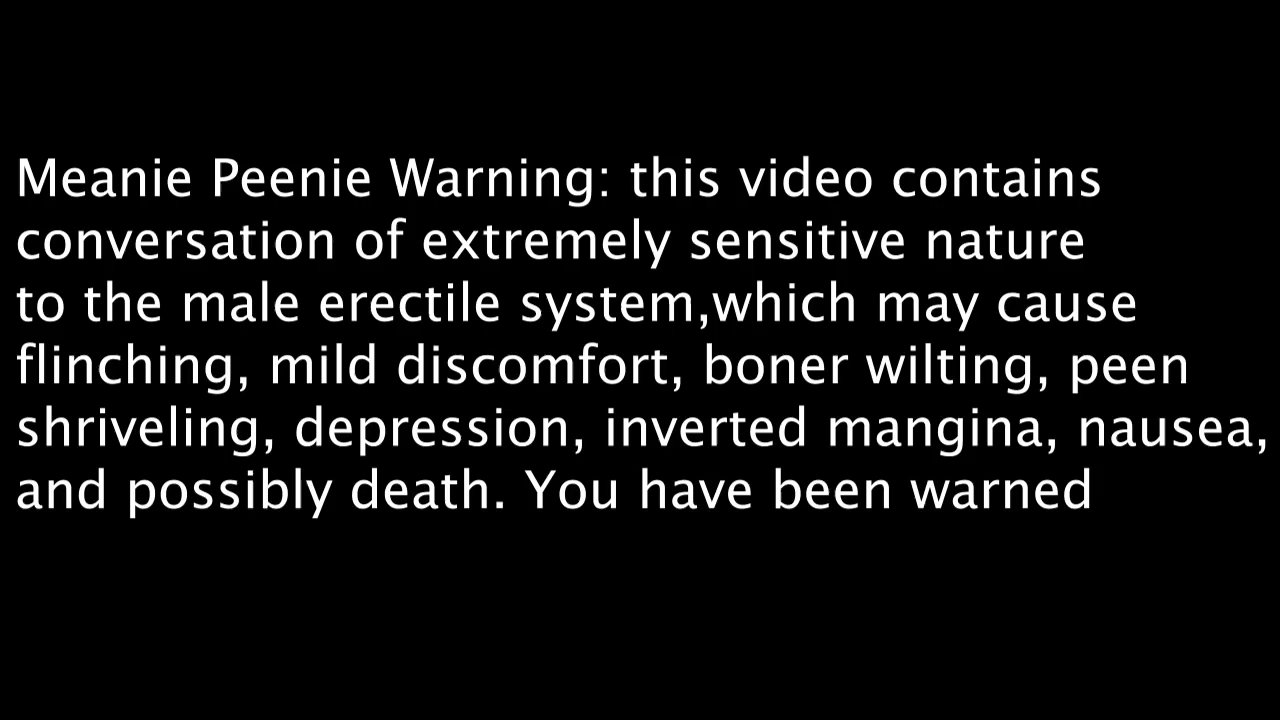 Meanie Peenie Warning: this video contains
conversation of extremely sensitive nature
to the male erectile system,which may cause
flinching, mild discomfort, boner wilting, peen
shriveling, depression, inverted mangina, nausea,
and possibly death. You have been warned